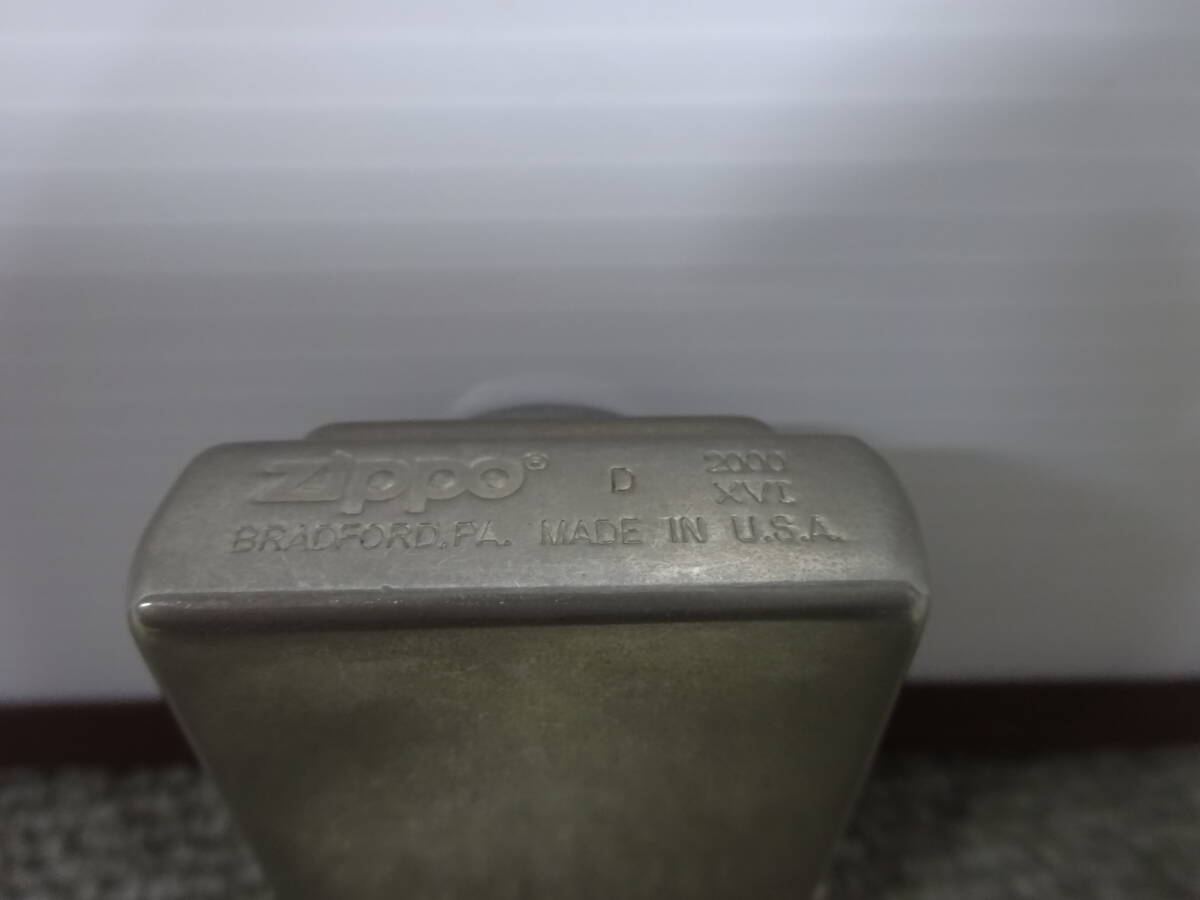 Zippo® D 2000
XVI
BRADFORD, PA. MADE IN U.S.A.